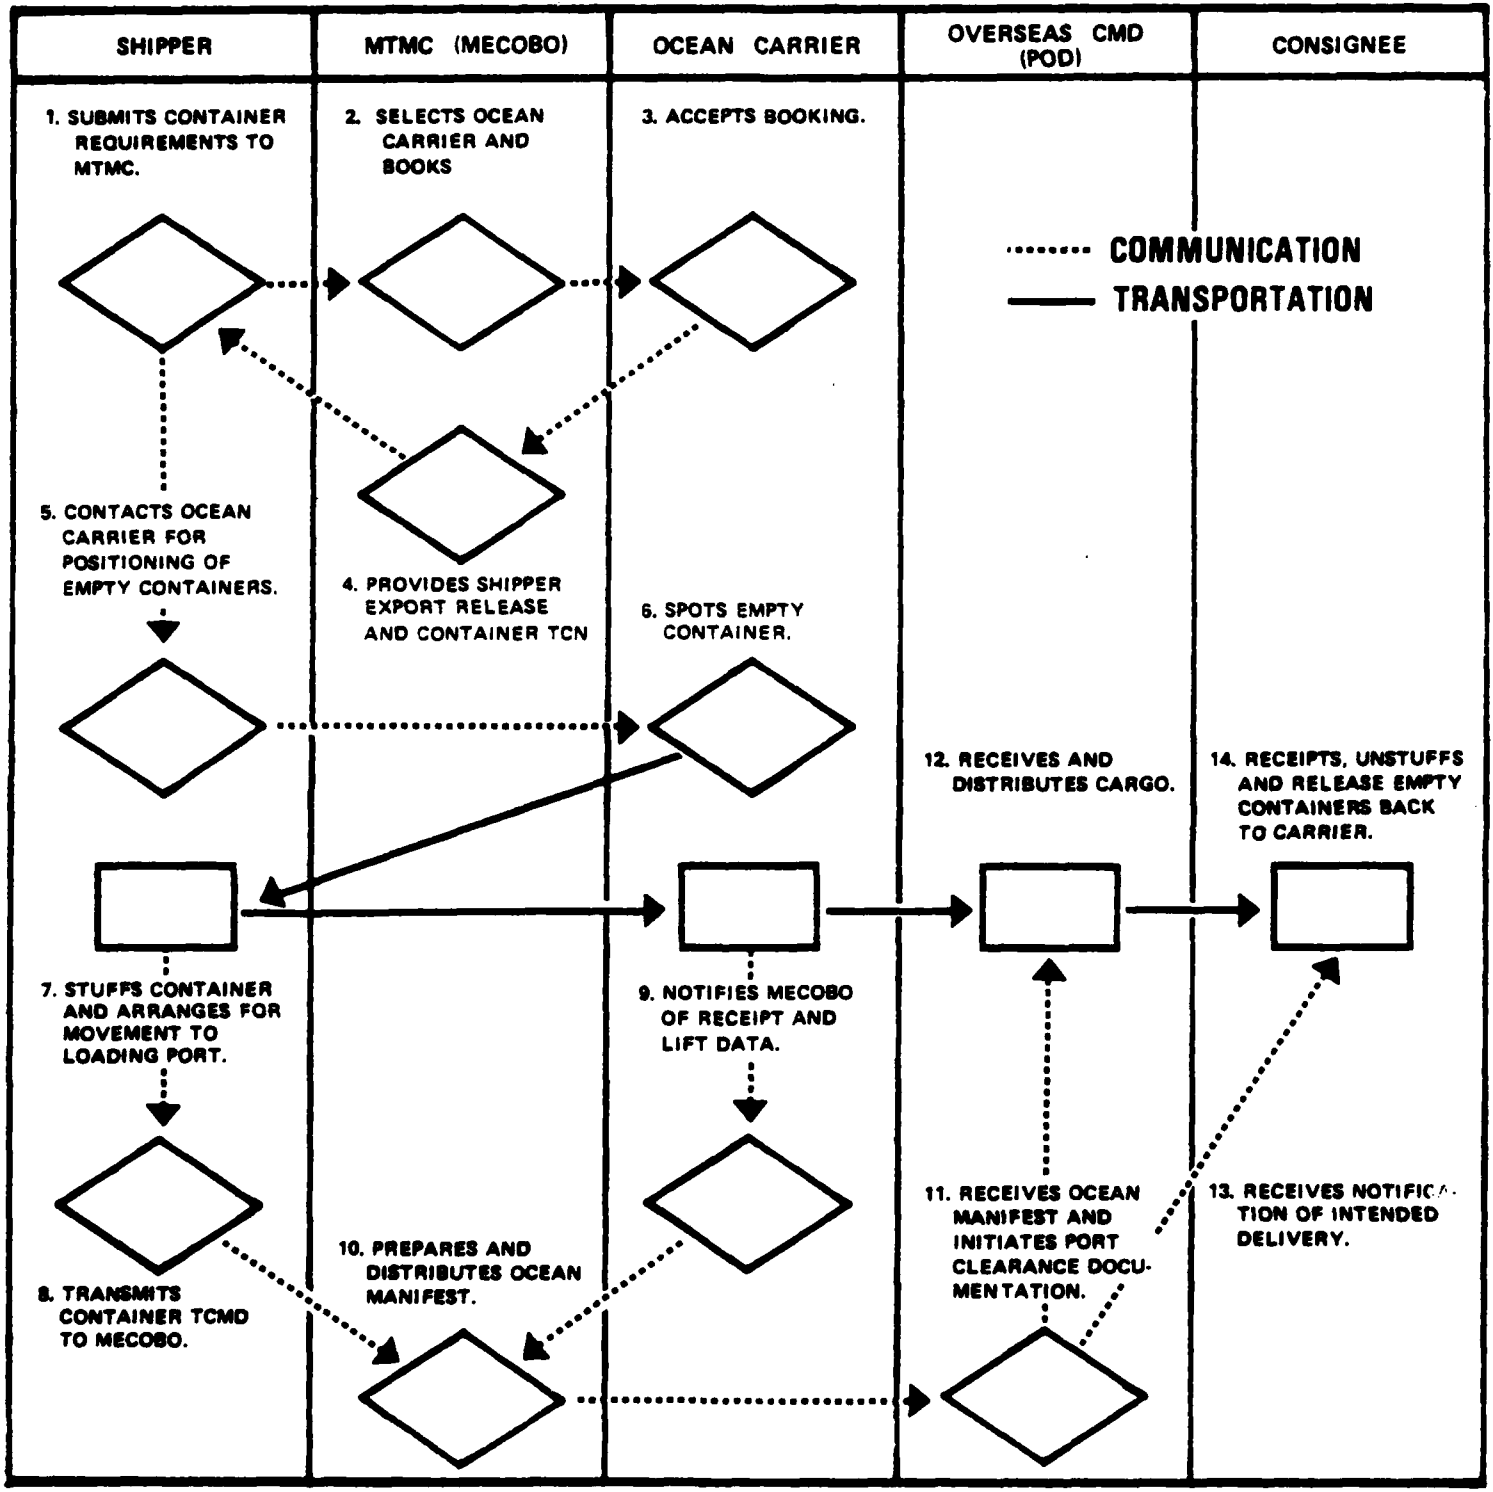 SHIPPER
MTMC (MECOBO)
OCEAN CARRIER
OVERSEAS CMD
(POD)
CONSIGNEE
1. SUBMITS CONTAINER
REQUIREMENTS TO
MTMC.
2. SELECTS OCEAN
CARRIER AND
BOOKS
3. ACCEPTS BOOKING.
COMMUNICATION
TRANSPORTATION
5. CONTACTS OCEAN
CARRIER FOR
POSITIONING OF
EMPTY CONTAINERS.
4. PROVIDES SHIPPER
EXPORT RELEASE
AND CONTAINER TCN
6. SPOTS EMPTY
CONTAINER.
12. RECEIVES AND
DISTRIBUTES CARGO.
14. RECEIPTS, UNSTUFFS
AND RELEASE EMPTY
CONTAINERS BACK
TO CARRIER.
7. STUFFS CONTAINER
AND ARRANGES FOR
MOVEMENT TO
LOADING PORT.
9. NOTIFIES MECOBO
OF RECEIPT AND
LIFT DATA.
8. TRANSMITS
CONTAINER TCMD
TO MECOBO.
10. PREPARES AND
DISTRIBUTES OCEAN
MANIFEST.
11. RECEIVES OCEAN
MANIFEST AND
INITIATES PORT
CLEARANCE DOCU-
MENTATION.
13. RECEIVES NOTIFICA-
TION OF INTENDED
DELIVERY.